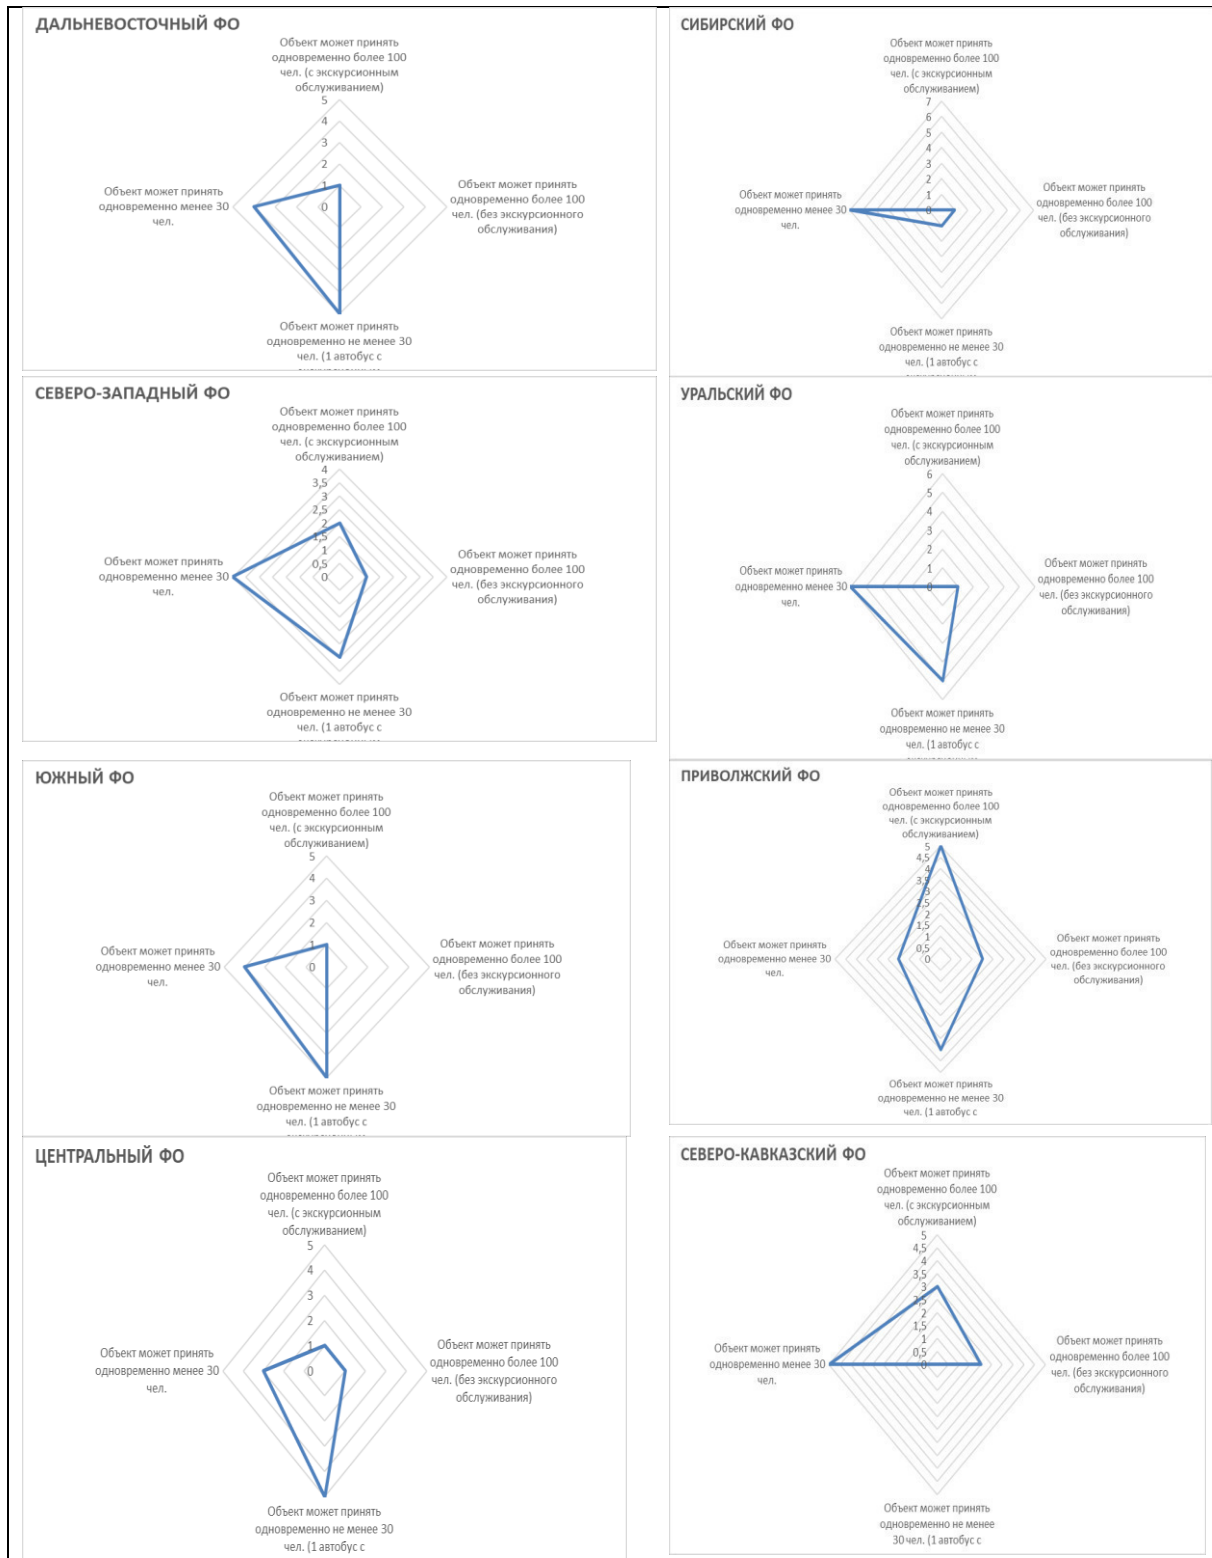 ДАЛЬНЕВОСТОЧНЫЙ ФО
Объект может принять
одновременно более 100
чел. (с экскурсионным
обслуживанием)
5
4
3
2
1
0
Объект может принять
одновременно более 100
чел. (без экскурсионного
обслуживания)
Объект может принять
одновременно менее 30
чел.
Объект может принять
одновременно не менее 30
чел. (1 автобус с
СИБИРСКИЙ ФО
Объект может принять
одновременно более 100
чел. (с экскурсионным
обслуживанием)
7
6
5
4
3
2
1
0
Объект может принять
одновременно более 100
чел. (без экскурсионного
обслуживания)
Объект может принять
одновременно менее 30
чел.
Объект может принять
одновременно не менее 30
чел. (1 автобус с
СЕВЕРО-ЗАПАДНЫЙ ФО
Объект может принять
одновременно более 100
чел. (с экскурсионным
обслуживанием)
4
3,5
3
2,5
2
1,5
1
0,5
0
Объект может принять
одновременно более 100
чел. (без экскурсионного
обслуживания)
Объект может принять
одновременно менее 30
чел.
Объект может принять
одновременно не менее 30
чел. (1 автобус с
УРАЛЬСКИЙ ФО
Объект может принять
одновременно более 100
чел. (с экскурсионным
обслуживанием)
6
5
4
3
2
1
0
Объект может принять
одновременно более 100
чел. (без экскурсионного
обслуживания)
Объект может принять
одновременно менее 30
чел.
Объект может принять
одновременно не менее 30
чел. (1 автобус с
ЮЖНЫЙ ФО
Объект может принять
одновременно более 100
чел. (с экскурсионным
обслуживанием)
5
4
3
2
1
0
Объект может принять
одновременно более 100
чел. (без экскурсионного
обслуживания)
Объект может принять
одновременно менее 30
чел.
Объект может принять
одновременно не менее 30
чел. (1 автобус с
ПРИВОЛЖСКИЙ ФО
Объект может принять
одновременно более 100
чел. (с экскурсионным
обслуживанием)
5
4,5
4
3,5
3
2,5
2
1,5
1
0,5
0
Объект может принять
одновременно более 100
чел. (без экскурсионного
обслуживания)
Объект может принять
одновременно менее 30
чел.
Объект может принять
одновременно не менее 30
чел. (1 автобус с
ЦЕНТРАЛЬНЫЙ ФО
Объект может принять
одновременно более 100
чел. (с экскурсионным
обслуживанием)
5
4
3
2
1
0
Объект может принять
одновременно более 100
чел. (без экскурсионного
обслуживания)
Объект может принять
одновременно менее 30
чел.
Объект может принять
одновременно не менее 30
чел. (1 автобус с
СЕВЕРО-КАВКАЗСКИЙ ФО
Объект может принять
одновременно более 100
чел. (с экскурсионным
обслуживанием)
5
4,5
4
3,5
3
2,5
2
1,5
1
0,5
0
Объект может принять
одновременно более 100
чел. (без экскурсионного
обслуживания)
Объект может принять
одновременно менее 30
чел.
Объект может принять
одновременно не менее
30 чел. (1 автобус с